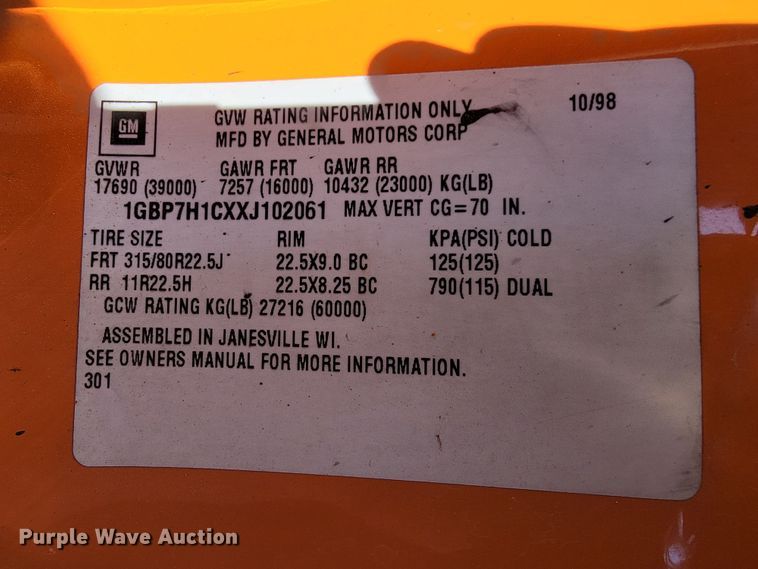 GM
GVW RATING INFORMATION ONLY 10/98
MFD BY GENERAL MOTORS CORP
GVWR GAWR FRT GAWR RR
17690 (39000) 7257 (16000) 10432 (23000) KG(LB)
1GBP7H1CXXJ102061 MAX VERT CG=70 IN.
TIRE SIZE RIM KPA(PSI) COLD
FRT 315/80R22.5J 22.5X9.0 BC 125(125)
RR 11R22.5H 22.5X8.25 BC 790(115) DUAL
GCW RATING KG(LB) 27216 (60000)
ASSEMBLED IN JANESVILLE WI.
SEE OWNERS MANUAL FOR MORE INFORMATION.
301
Purple Wave Auction